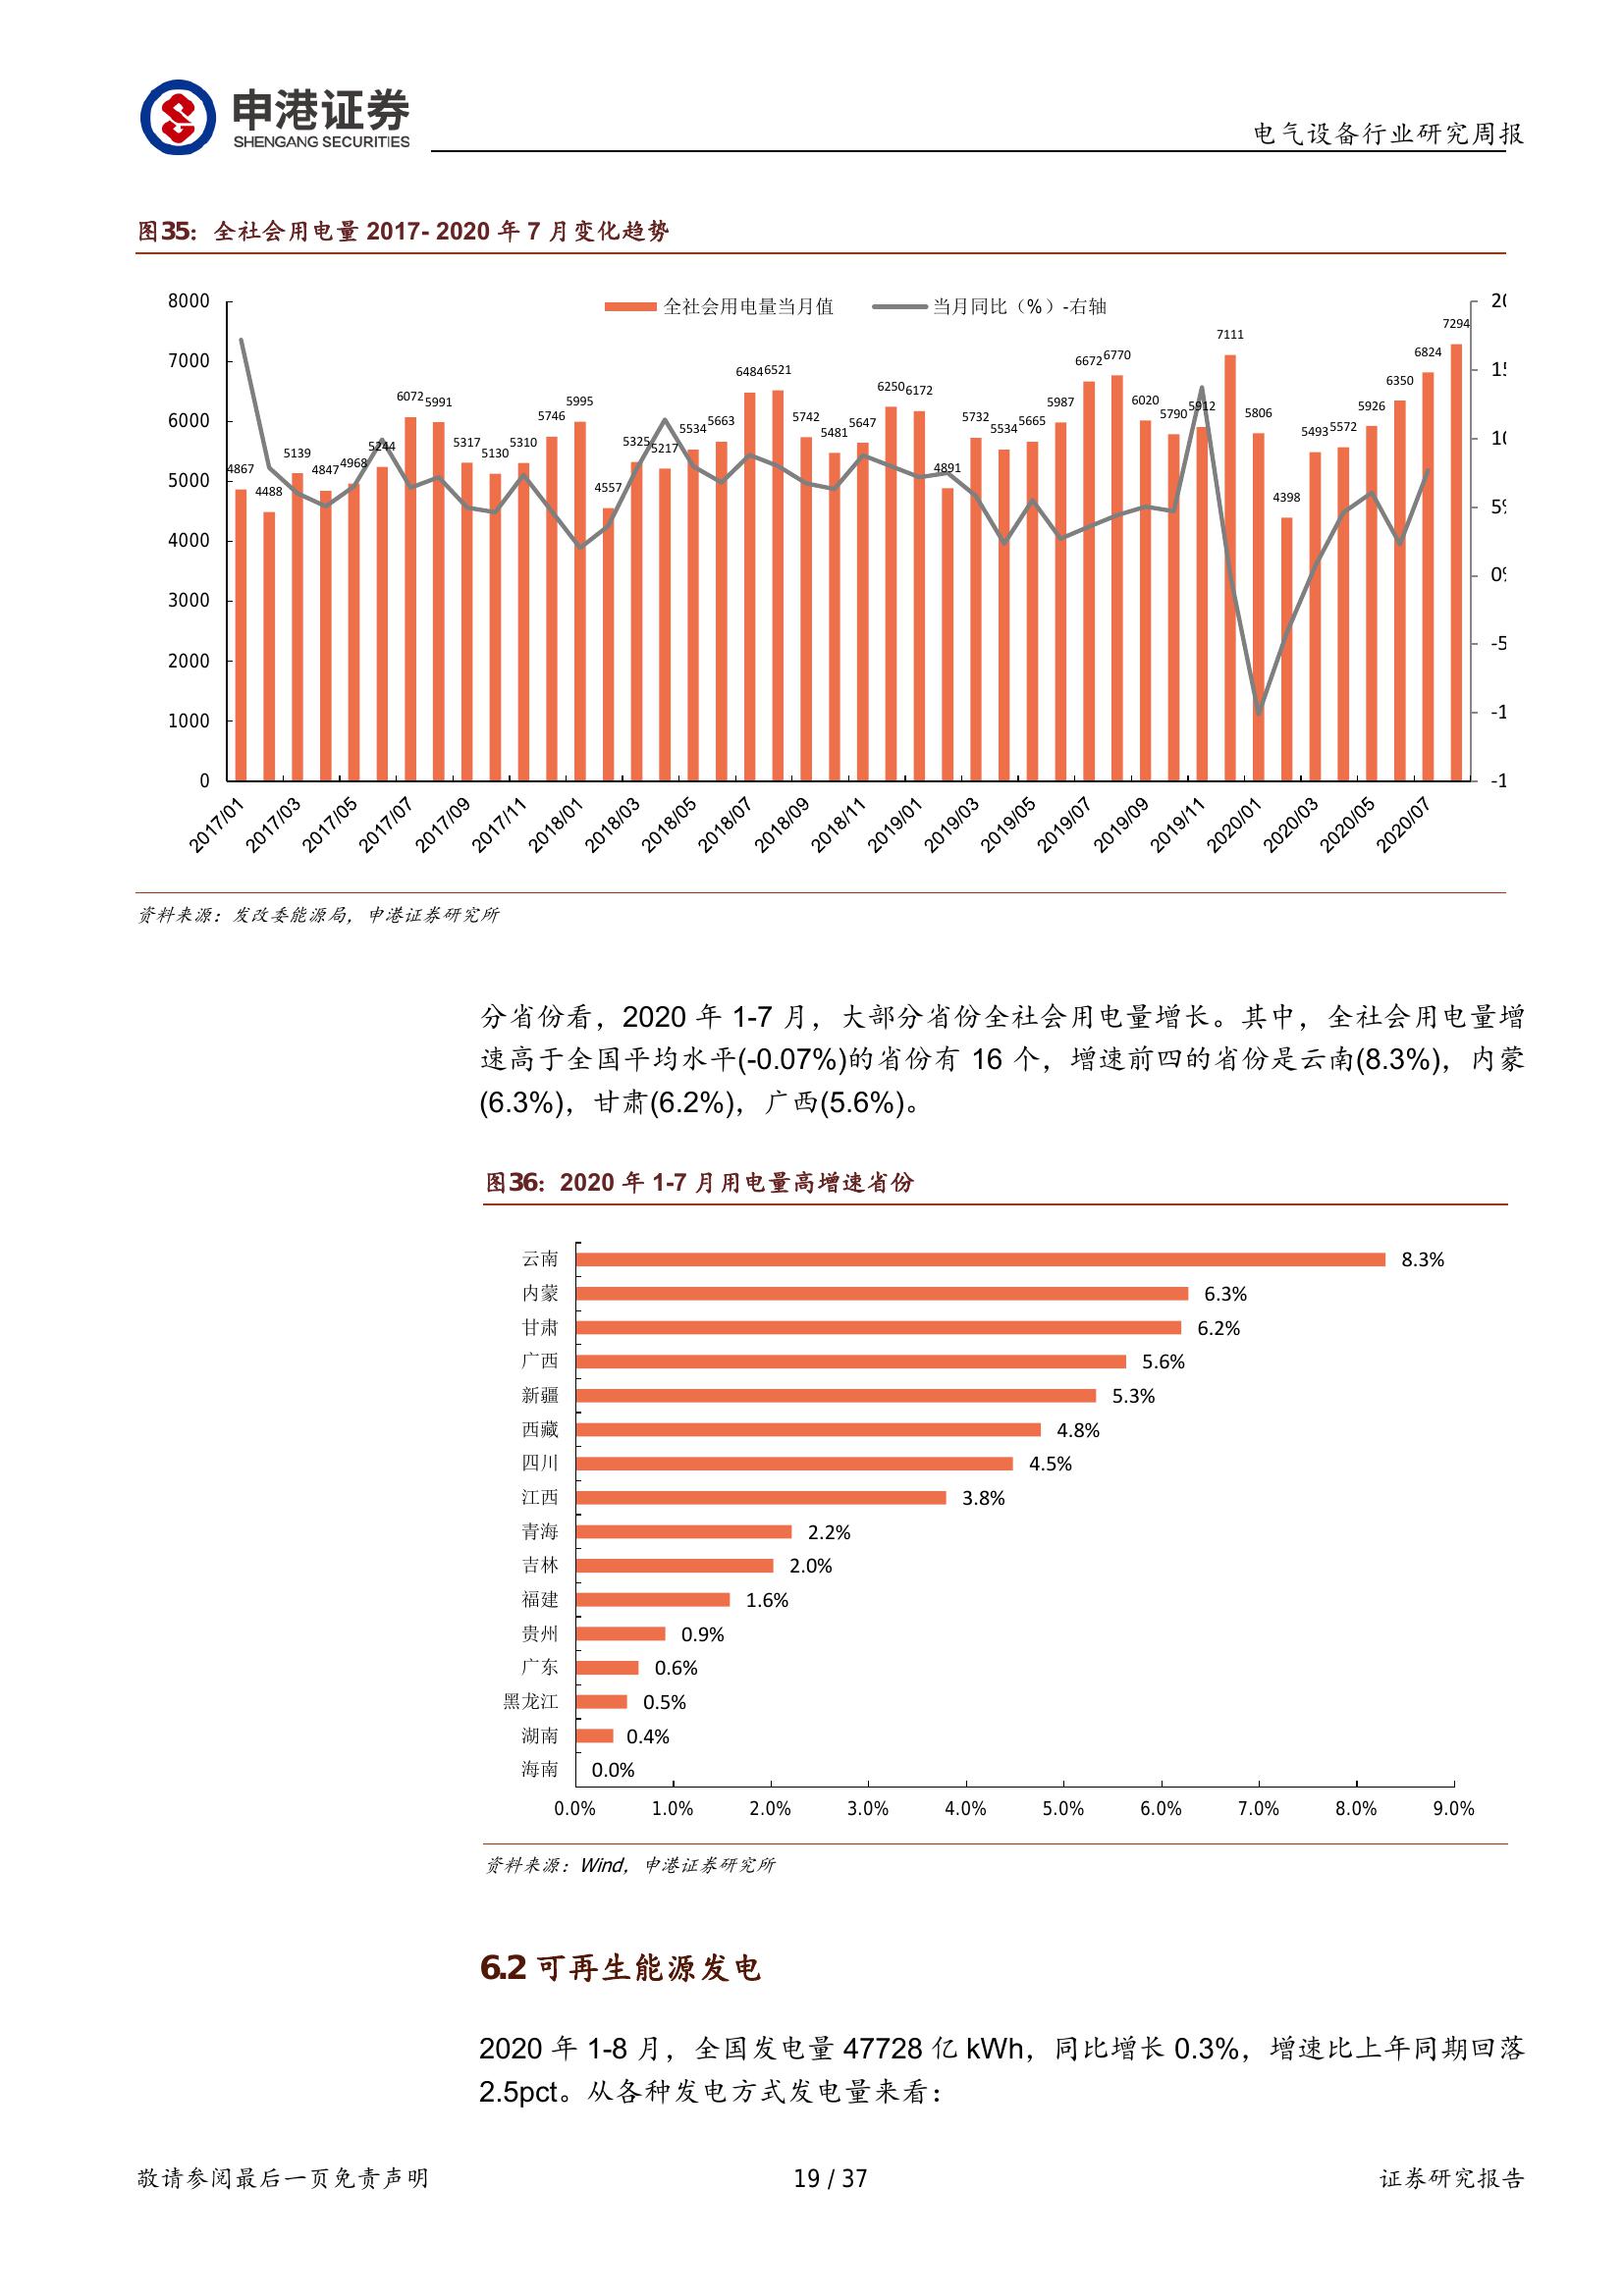 申港证券
SHENGANG SECURITIES
电气设备行业研究周报
图35：全社会用电量 2017- 2020 年 7 月变化趋势
全社会用电量当月值 当月同比（%）-右轴
8000
7000
6000
5000
4000
3000
2000
1000
0
4867 4488 5139 4847 4968 5244 6072 5991 5317 5130 5310 5746 5995 4557 5325 5217 5534 5663 6484 6521 5742 5481 5647 6250 6172 4891 5732 5534 5665 5987 6672 6770 6020 5790 5912 7111 5806 4398 5493 5572 5926 6350 6824 7294
20
15
10
5%
0%
-5
-1
-1
2017/01 2017/03 2017/05 2017/07 2017/09 2017/11 2018/01 2018/03 2018/05 2018/07 2018/09 2018/11 2019/01 2019/03 2019/05 2019/07 2019/09 2019/11 2020/01 2020/03 2020/05 2020/07
资料来源：发改委能源局，申港证券研究所
分省份看，2020 年 1-7 月，大部分省份全社会用电量增长。其中，全社会用电量增
速高于全国平均水平(-0.07%)的省份有 16 个，增速前四的省份是云南(8.3%)，内蒙
(6.3%)，甘肃(6.2%)，广西(5.6%)。
图36：2020 年 1-7 月用电量高增速省份
云南 8.3%
内蒙 6.3%
甘肃 6.2%
广西 5.6%
新疆 5.3%
西藏 4.8%
四川 4.5%
江西 3.8%
青海 2.2%
吉林 2.0%
福建 1.6%
贵州 0.9%
广东 0.6%
黑龙江 0.5%
湖南 0.4%
海南 0.0%
0.0% 1.0% 2.0% 3.0% 4.0% 5.0% 6.0% 7.0% 8.0% 9.0%
资料来源：Wind，申港证券研究所
6.2 可再生能源发电
2020 年 1-8 月，全国发电量 47728 亿 kWh，同比增长 0.3%，增速比上年同期回落
2.5pct。从各种发电方式发电量来看：
敬请参阅最后一页免责声明 19 / 37 证券研究报告